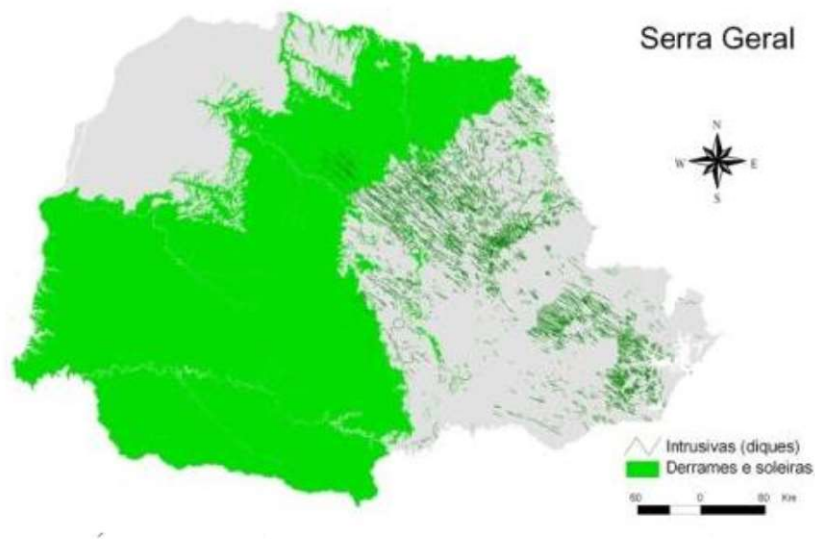 Serra Geral
N
W E
S
Intrusivas (diques)
Derrames e soleiras
60 0 60 Km